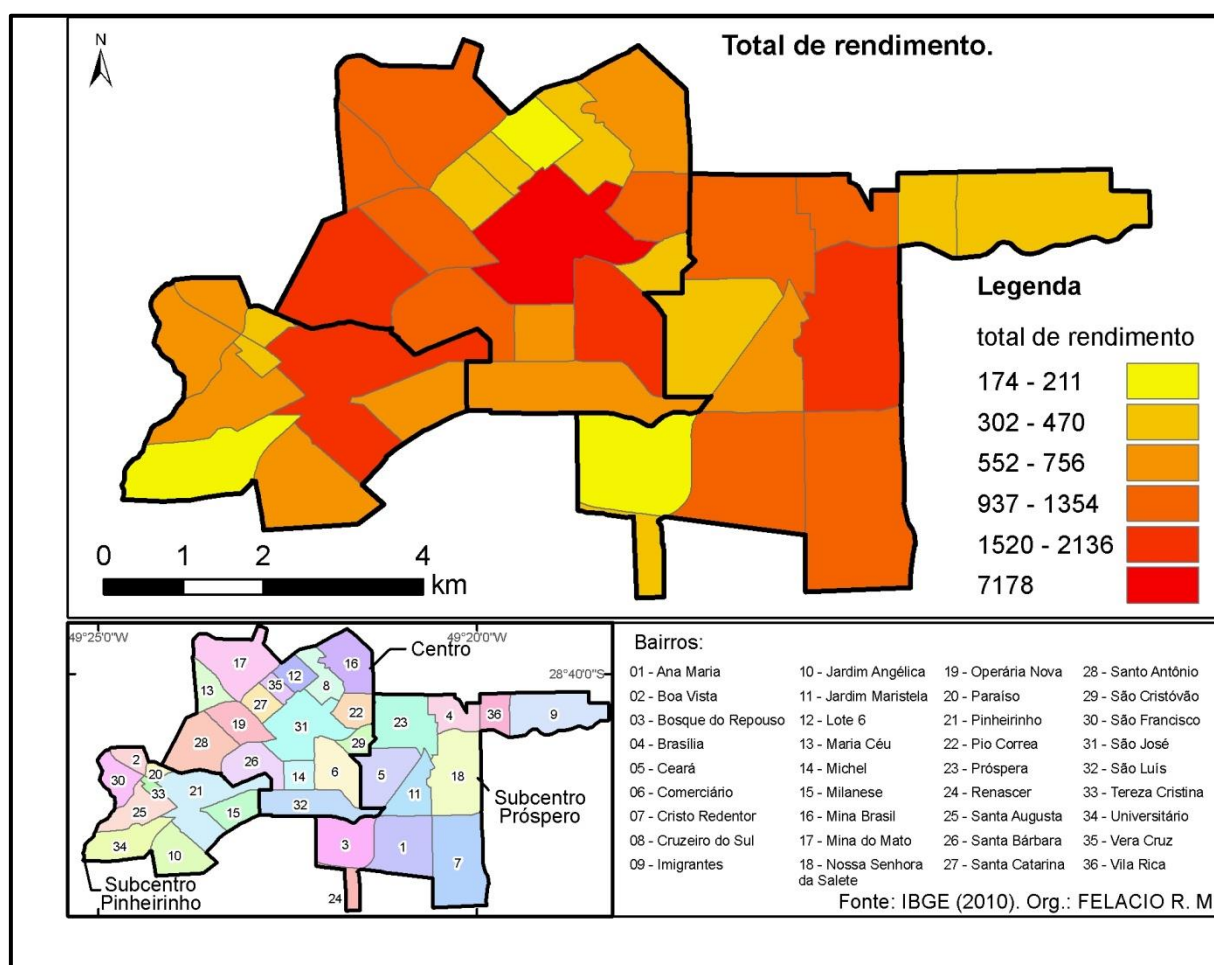 N
Total de rendimento.
Legenda
total de rendimento
174 - 211
302 - 470
552 - 756
937 - 1354
1520 - 2136
7178
0 1 2 4
km
49°25'0"W
49°20'0"W
28°40'0"S
Centro
Subcentro
Próspero
Subcentro
Pinheirinho
17
12
16
35
8
13
27
22
19
31
23
4
36
9
28
29
2
26
20
30
21
14
6
5
18
33
11
25
15
32
34
10
3
1
7
24
Bairros:
01 - Ana Maria
02 - Boa Vista
03 - Bosque do Repouso
04 - Brasília
05 - Ceará
06 - Comerciário
07 - Cristo Redentor
08 - Cruzeiro do Sul
09 - Imigrantes
10 - Jardim Angélica
11 - Jardim Maristela
12 - Lote 6
13 - Maria Céu
14 - Michel
15 - Milanese
16 - Mina Brasil
17 - Mina do Mato
18 - Nossa Senhora
da Salete
19 - Operária Nova
20 - Paraíso
21 - Pinheirinho
22 - Pio Correa
23 - Próspera
24 - Renascer
25 - Santa Augusta
26 - Santa Bárbara
27 - Santa Catarina
28 - Santo Antônio
29 - São Cristóvão
30 - São Francisco
31 - São José
32 - São Luís
33 - Tereza Cristina
34 - Universitário
35 - Vera Cruz
36 - Vila Rica
Fonte: IBGE (2010). Org.: FELACIO R. M